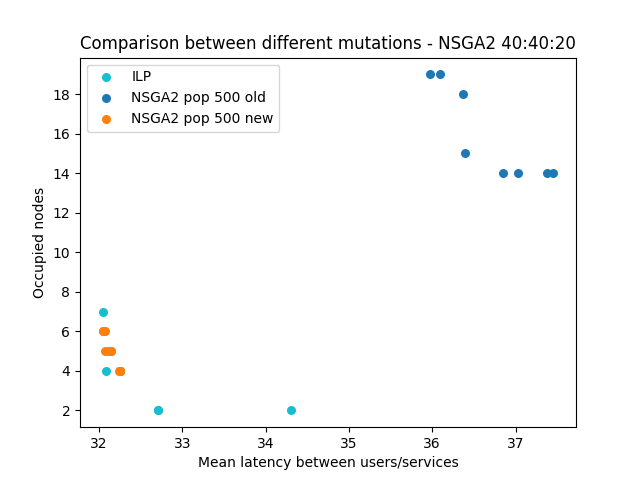 Comparison between different mutations - NSGA2 40:40:20
ILP
NSGA2 pop 500 old
NSGA2 pop 500 new
Occupied nodes
18
16
14
12
10
8
6
4
2
32 33 34 35 36 37
Mean latency between users/services